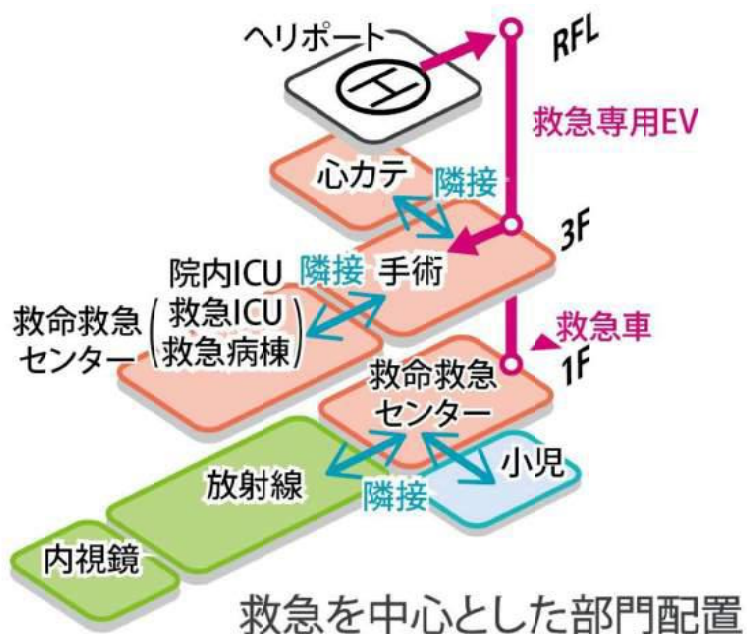 ヘリポート
RFL
救急専用EV
心カテ
隣接
3F
院内ICU
隣接
手術
救命救急
センター
(救急ICU
救急病棟)
救急車
1F
救命救急
センター
放射線
隣接
小児
内視鏡
救急を中心とした部門配置